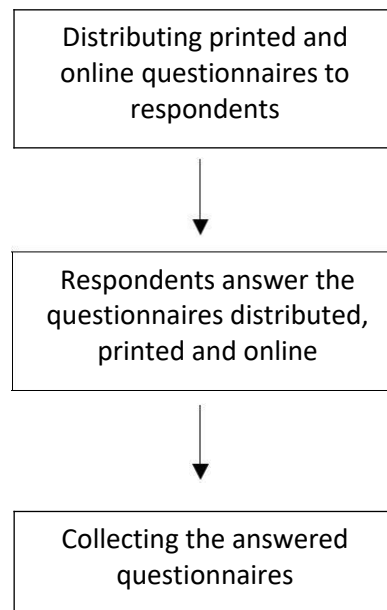 Distributing printed and
online questionnaires to
respondents
Respondents answer the
questionnaires distributed,
printed and online
Collecting the answered
questionnaires